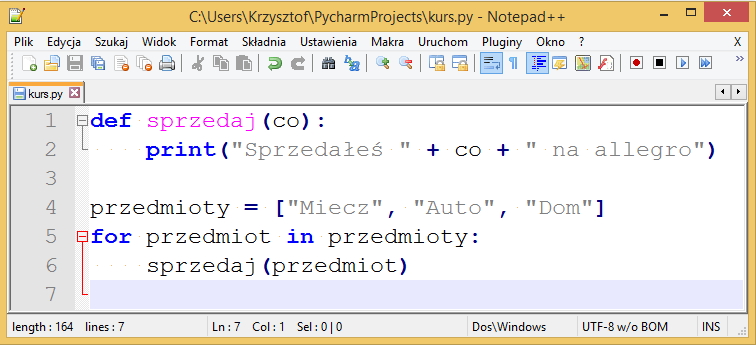 C:\Users\Krzysztof\PycharmProjects\kurs.py - Notepad++
Plik Edycja Szukaj Widok Format Składnia Ustawienia Makra Uruchom Pluginy Okno ? X
kurs.py
1 def sprzedaj(co):
2     print("Sprzedałeś " + co + " na allegro")
3
4 przedmioty = ["Miecz", "Auto", "Dom"]
5 for przedmiot in przedmioty:
6     sprzedaj(przedmiot)
7
length : 164 lines : 7 Ln : 7 Col : 1 Sel : 0 | 0 Dos\Windows UTF-8 w/o BOM INS